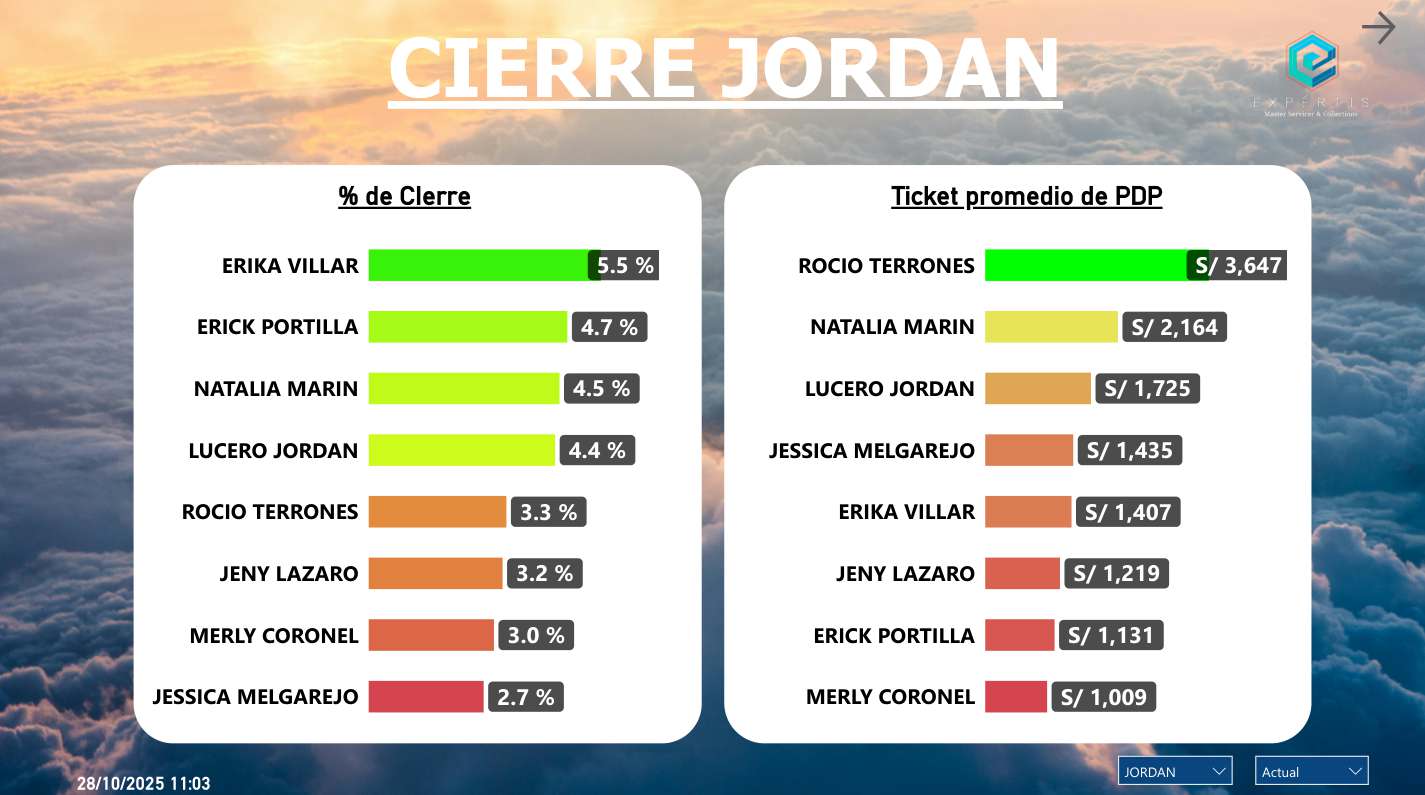 CIERRE JORDAN
EXPERTIS
Master Servicer & Collections
% de CIerre
ERIKA VILLAR 5.5 %
ERICK PORTILLA 4.7 %
NATALIA MARIN 4.5 %
LUCERO JORDAN 4.4 %
ROCIO TERRONES 3.3 %
JENY LAZARO 3.2 %
MERLY CORONEL 3.0 %
JESSICA MELGAREJO 2.7 %
Ticket promedio de PDP
ROCIO TERRONES S/ 3,647
NATALIA MARIN S/ 2,164
LUCERO JORDAN S/ 1,725
JESSICA MELGAREJO S/ 1,435
ERIKA VILLAR S/ 1,407
JENY LAZARO S/ 1,219
ERICK PORTILLA S/ 1,131
MERLY CORONEL S/ 1,009
28/10/2025 11:03
JORDAN
Actual